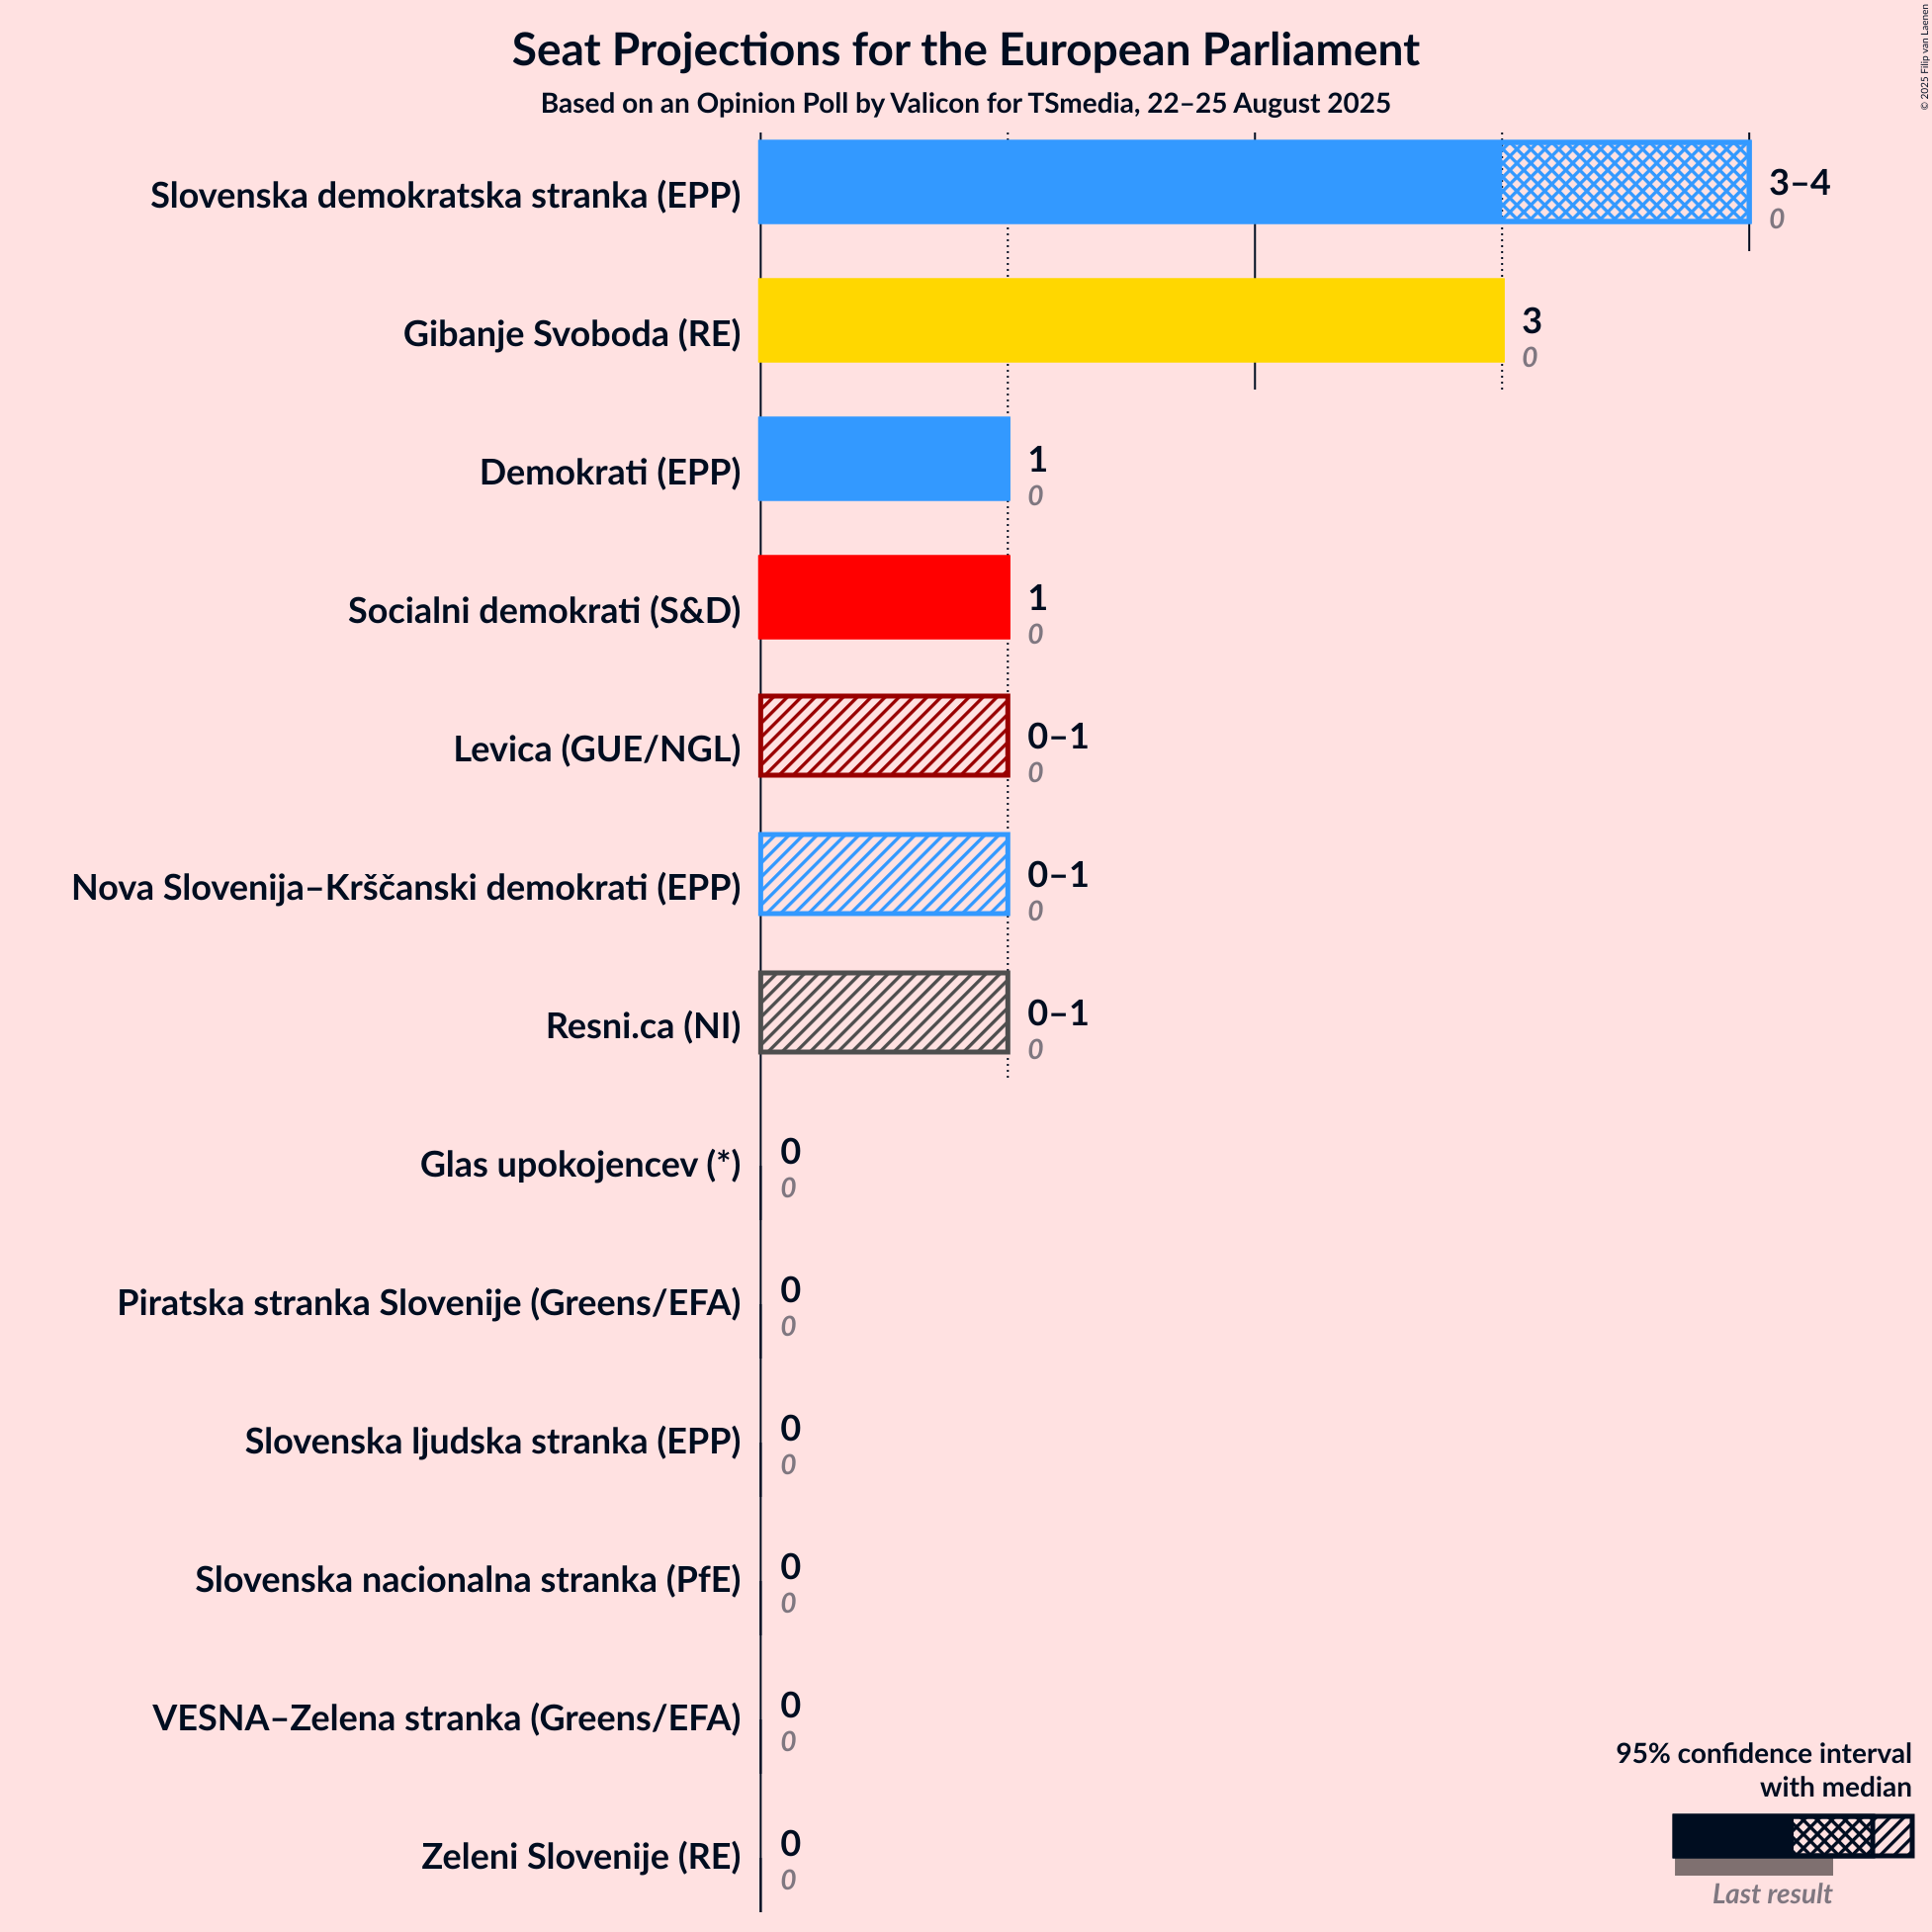 Seat Projections for the European Parliament
Based on an Opinion Poll by Valicon for TSmedia, 22–25 August 2025
© 2025 Filip van Laenen
Slovenska demokratska stranka (EPP)
3–4
0
Gibanje Svoboda (RE)
3
0
Demokrati (EPP)
1
0
Socialni demokrati (S&D)
1
0
Levica (GUE/NGL)
0–1
0
Nova Slovenija–Krščanski demokrati (EPP)
0–1
0
Resni.ca (NI)
0–1
0
Glas upokojencev (*)
0
0
Piratska stranka Slovenije (Greens/EFA)
0
0
Slovenska ljudska stranka (EPP)
0
0
Slovenska nacionalna stranka (PfE)
0
0
VESNA–Zelena stranka (Greens/EFA)
0
0
Zeleni Slovenije (RE)
0
0
95% confidence interval
with median
Last result